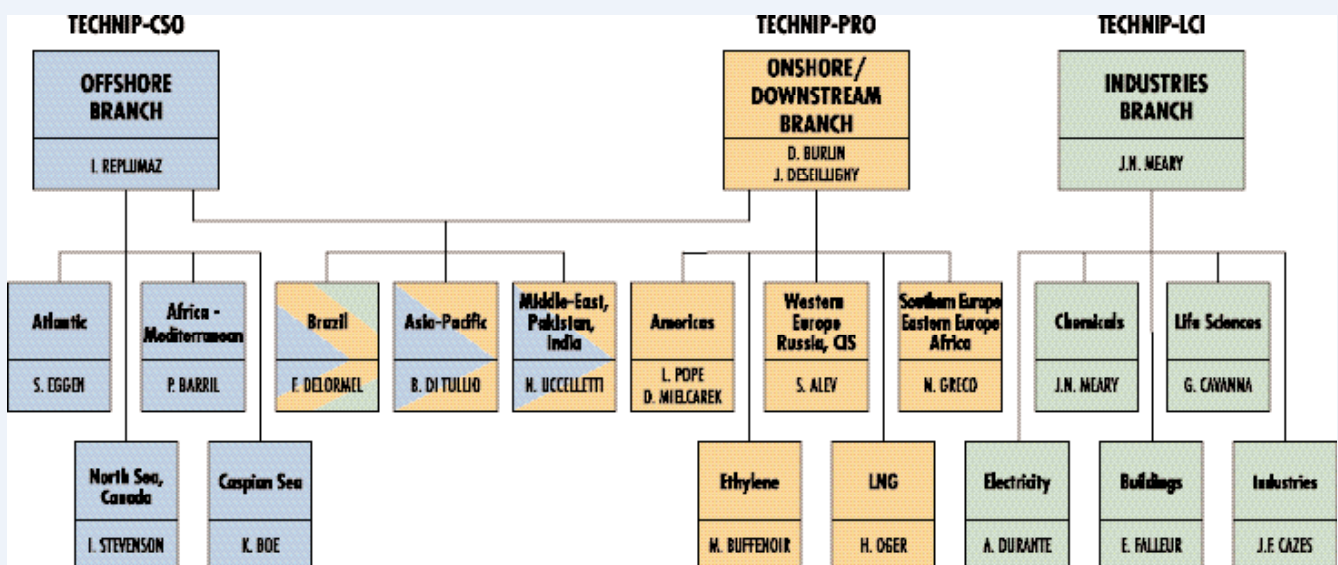 TECHNIP-CSO
TECHNIP-PRO
TECHNIP-LCI
OFFSHORE
BRANCH
I. REPLUMAZ
ONSHORE/
DOWNSTREAM
BRANCH
D. BURLIN
J. DESEILLIGNY
INDUSTRIES
BRANCH
J.N. MEARY
Atlantic
S. EGGEN
Africa -
Mediterranean
P. BARRIL
Brazil
F. DELORMEL
Asia-Pacific
B. DI TULLIO
Middle-East,
Pakistan,
India
N. UCCELLETTI
Americas
L. POPE
D. MIELCAREK
Western
Europe
Russia, CIS
S. ALEV
Southern Europe
Eastern Europe
Africa
N. GRECO
Chemicals
J.N. MEARY
Life Sciences
G. CAVANNA
North Sea,
Canada
I. STEVENSON
Caspian Sea
K. BOE
Ethylene
M. BUFFENOIR
LNG
H. OGER
Electricity
A. DURANTE
Buildings
E. FALLEUR
Industries
J.F. CAZES